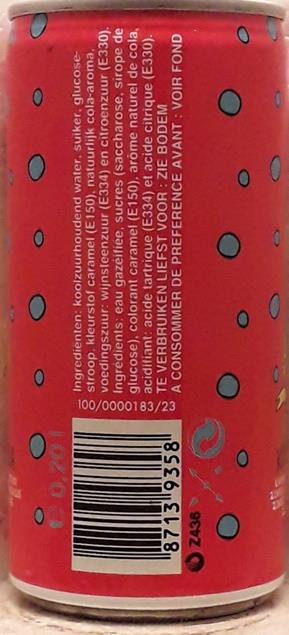 Ingrediënten: koolzuurhoudend water, suiker, glucose-
stroop, kleurstof caramel (E150), natuurlijk cola-aroma,
voedingszuur: wijnsteenzuur (E334) en citroenzuur (E330).
Ingrédients: eau gazéifiée, sucres (saccharose, sirope de
glucose), colorant caramel (E150), arôme naturel de cola,
acidifiant: acide tartrique (E334) et acide citrique (E330).
TE VERBRUIKEN LIEFST VOOR : ZIE BODEM
A CONSOMMER DE PREFERENCE AVANT : VOIR FOND
100/0000183/23
e 0,20 l
8713 9358
Z436